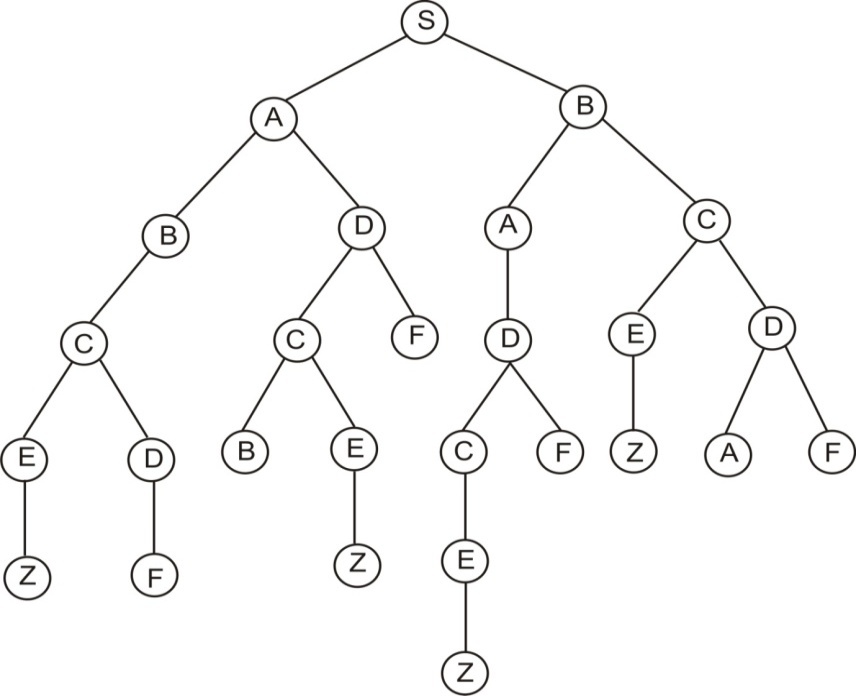 S
A B
B D A C
C C F D E D
E D B E C F Z A F
Z F Z E
Z